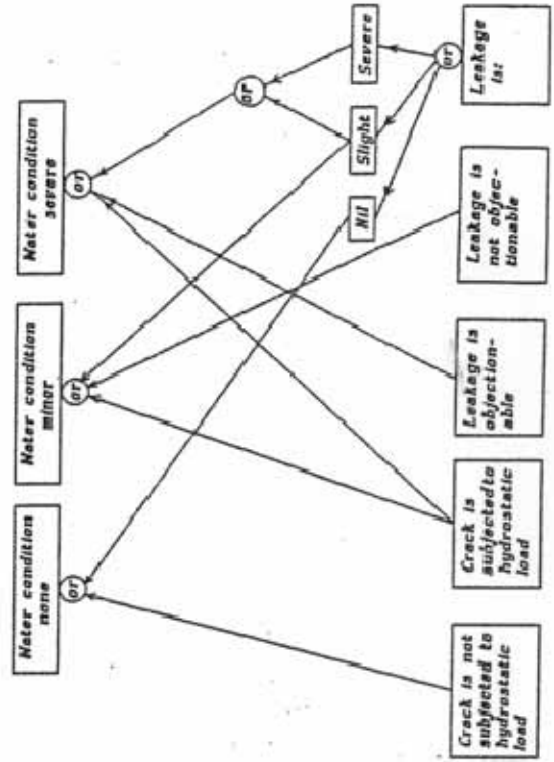 Water condition
none
Water condition
minor
Water condition
severe
or
or
or
or
Nil
Slight
Severe
or
Crack is not
subjected to
hydrostatic
load
Crack is
subjected to
hydrostatic
load
Leakage is
objection-
able
Leakage is
not objec-
tionable
Leakage
is: